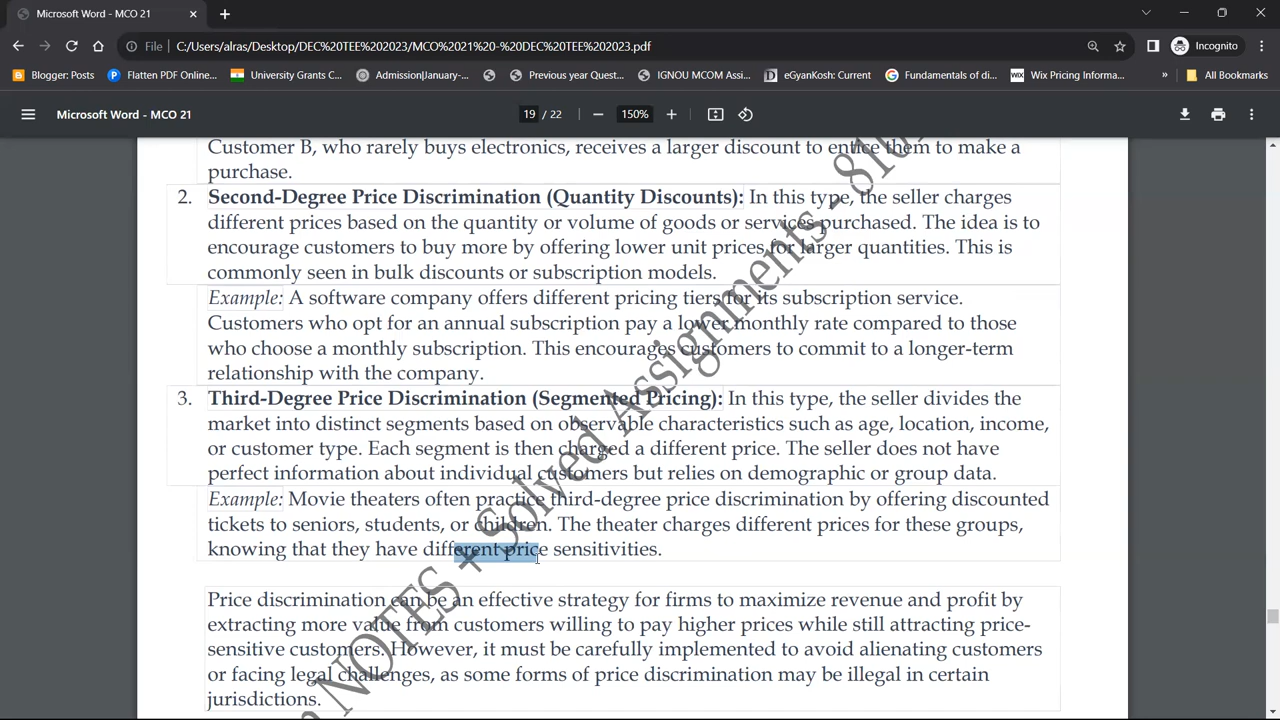 Microsoft Word - MCO 21
File C:/Users/alras/Desktop/DEC%20TEE%202023/MCO%2021%20-%20DEC%20TEE%202023.pdf Incognito
Blogger: Posts Flatten PDF Online... University Grants C... Admission|January-... Previous year Quest... IGNOU MCOM Assi... eGyanKosh: Current Fundamentals of di... Wix Pricing Informa... » All Bookmarks
Microsoft Word - MCO 21 19 / 22 150%
Customer B, who rarely buys electronics, receives a larger discount to entice them to make a
purchase.
2. Second-Degree Price Discrimination (Quantity Discounts): In this type, the seller charges
different prices based on the quantity or volume of goods or services purchased. The idea is to
encourage customers to buy more by offering lower unit prices for larger quantities. This is
commonly seen in bulk discounts or subscription models.
Example: A software company offers different pricing tiers for its subscription service.
Customers who opt for an annual subscription pay a lower monthly rate compared to those
who choose a monthly subscription. This encourages customers to commit to a longer-term
relationship with the company.
3. Third-Degree Price Discrimination (Segmented Pricing): In this type, the seller divides the
market into distinct segments based on observable characteristics such as age, location, income,
or customer type. Each segment is then charged a different price. The seller does not have
perfect information about individual customers but relies on demographic or group data.
Example: Movie theaters often practice third-degree price discrimination by offering discounted
tickets to seniors, students, or children. The theater charges different prices for these groups,
knowing that they have different price sensitivities.
Price discrimination can be an effective strategy for firms to maximize revenue and profit by
extracting more value from customers willing to pay higher prices while still attracting price-
sensitive customers. However, it must be carefully implemented to avoid alienating customers
or facing legal challenges, as some forms of price discrimination may be illegal in certain
jurisdictions.
NOTES + Solved Assignments -